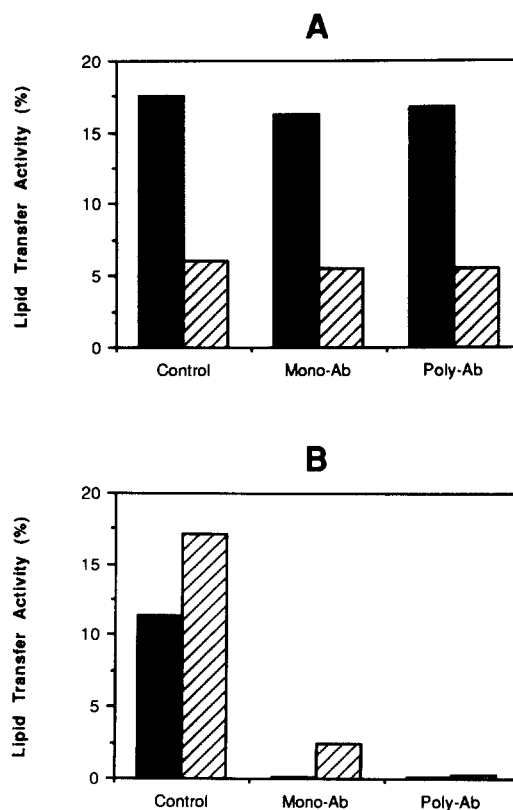 A
Lipid Transfer Activity (%)
20
15
10
5
0
Control Mono-Ab Poly-Ab
B
Lipid Transfer Activity (%)
20
15
10
5
0
Control Mono-Ab Poly-Ab